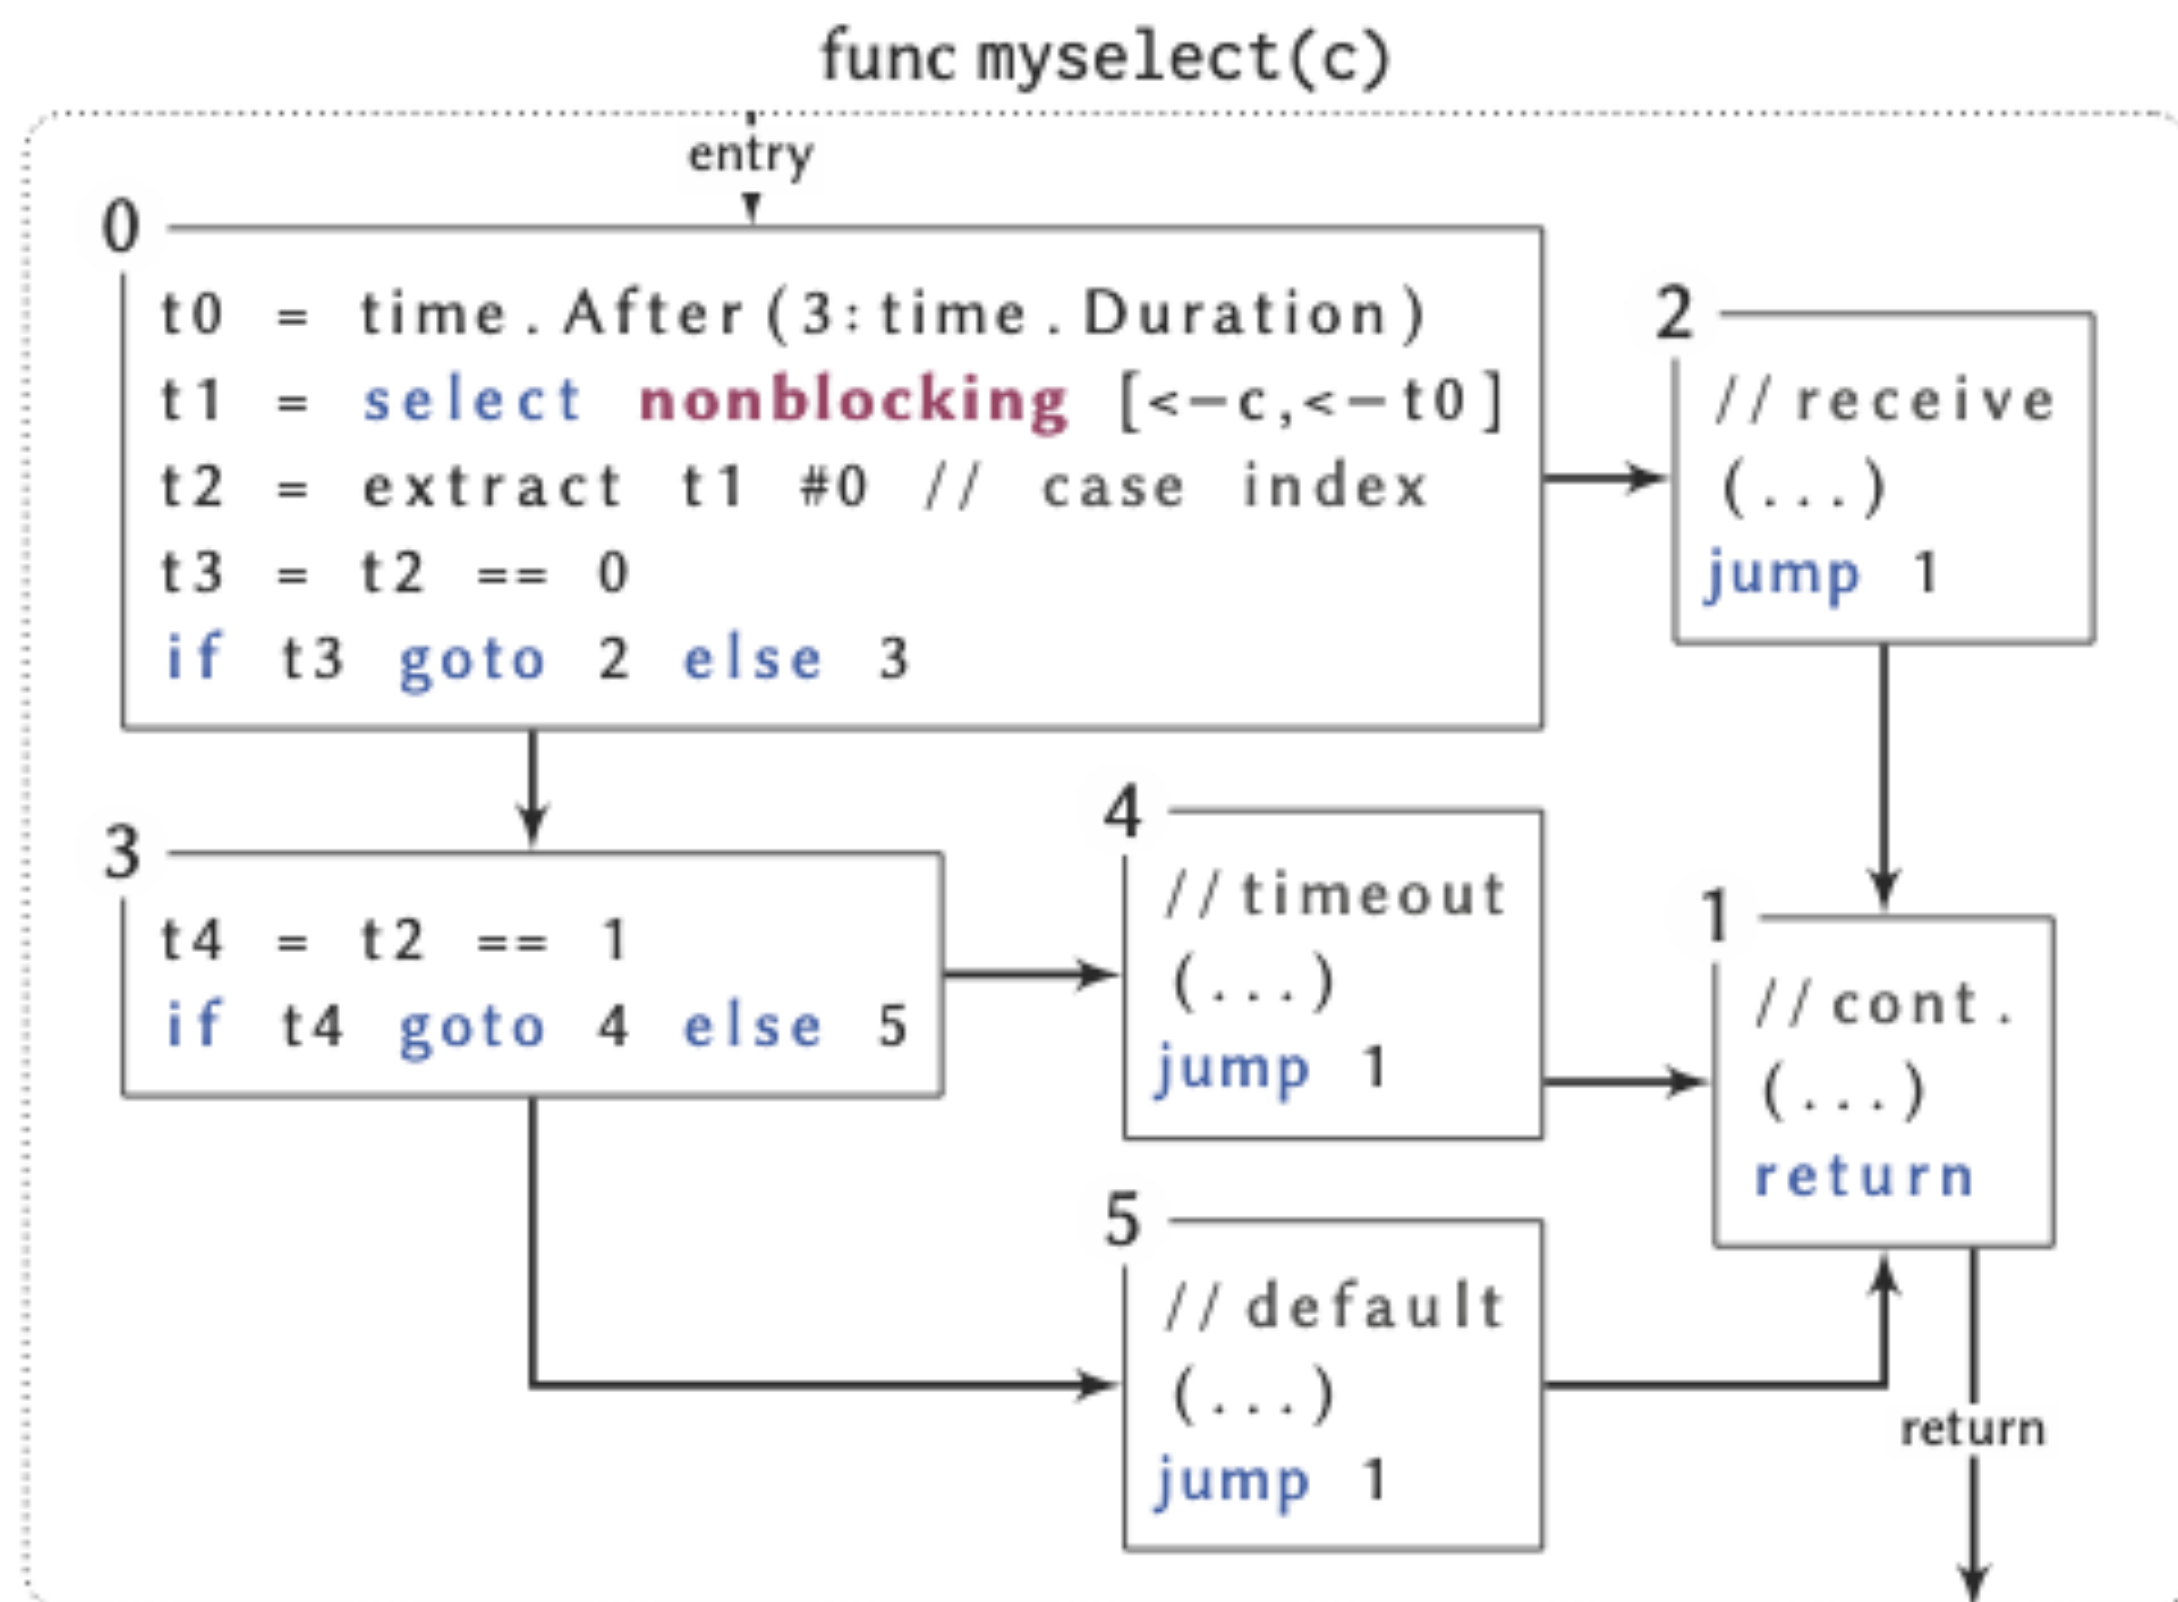 func myselect(c)
entry
0
t0 = time.After(3:time.Duration)
t1 = select nonblocking [<-c,<-t0]
t2 = extract t1 #0 // case index
t3 = t2 == 0
if t3 goto 2 else 3
2
//receive
(...)
jump 1
3
t4 = t2 == 1
if t4 goto 4 else 5
4
//timeout
(...)
jump 1
1
//cont.
(...)
return
5
//default
(...)
jump 1
return